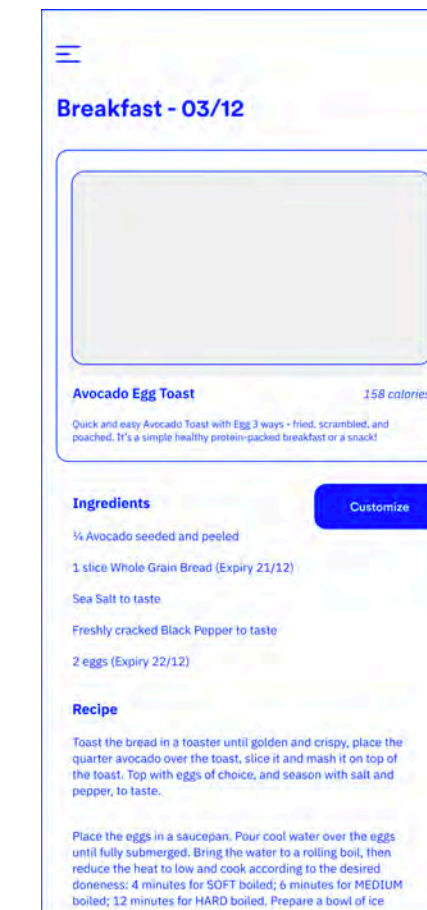 Breakfast - 03/12
Avocado Egg Toast
158 calories
Quick and easy Avocado Toast with Egg 3 ways - fried, scrambled, and
poached. It's a simple healthy protein-packed breakfast or a snack!
Ingredients
Customize
¼ Avocado seeded and peeled
1 slice Whole Grain Bread (Expiry 21/12)
Sea Salt to taste
Freshly cracked Black Pepper to taste
2 eggs (Expiry 22/12)
Recipe
Toast the bread in a toaster until golden and crispy, place the
quarter avocado over the toast, slice it and mash it on top of
the toast. Top with eggs of choice, and season with salt and
pepper, to taste.
Place the eggs in a saucepan. Pour cool water over the eggs
until fully submerged. Bring the water to a rolling boil, then
reduce the heat to low and cook according to the desired
doneness: 4 minutes for SOFT boiled; 6 minutes for MEDIUM
boiled; 12 minutes for HARD boiled. Prepare a bowl of ice